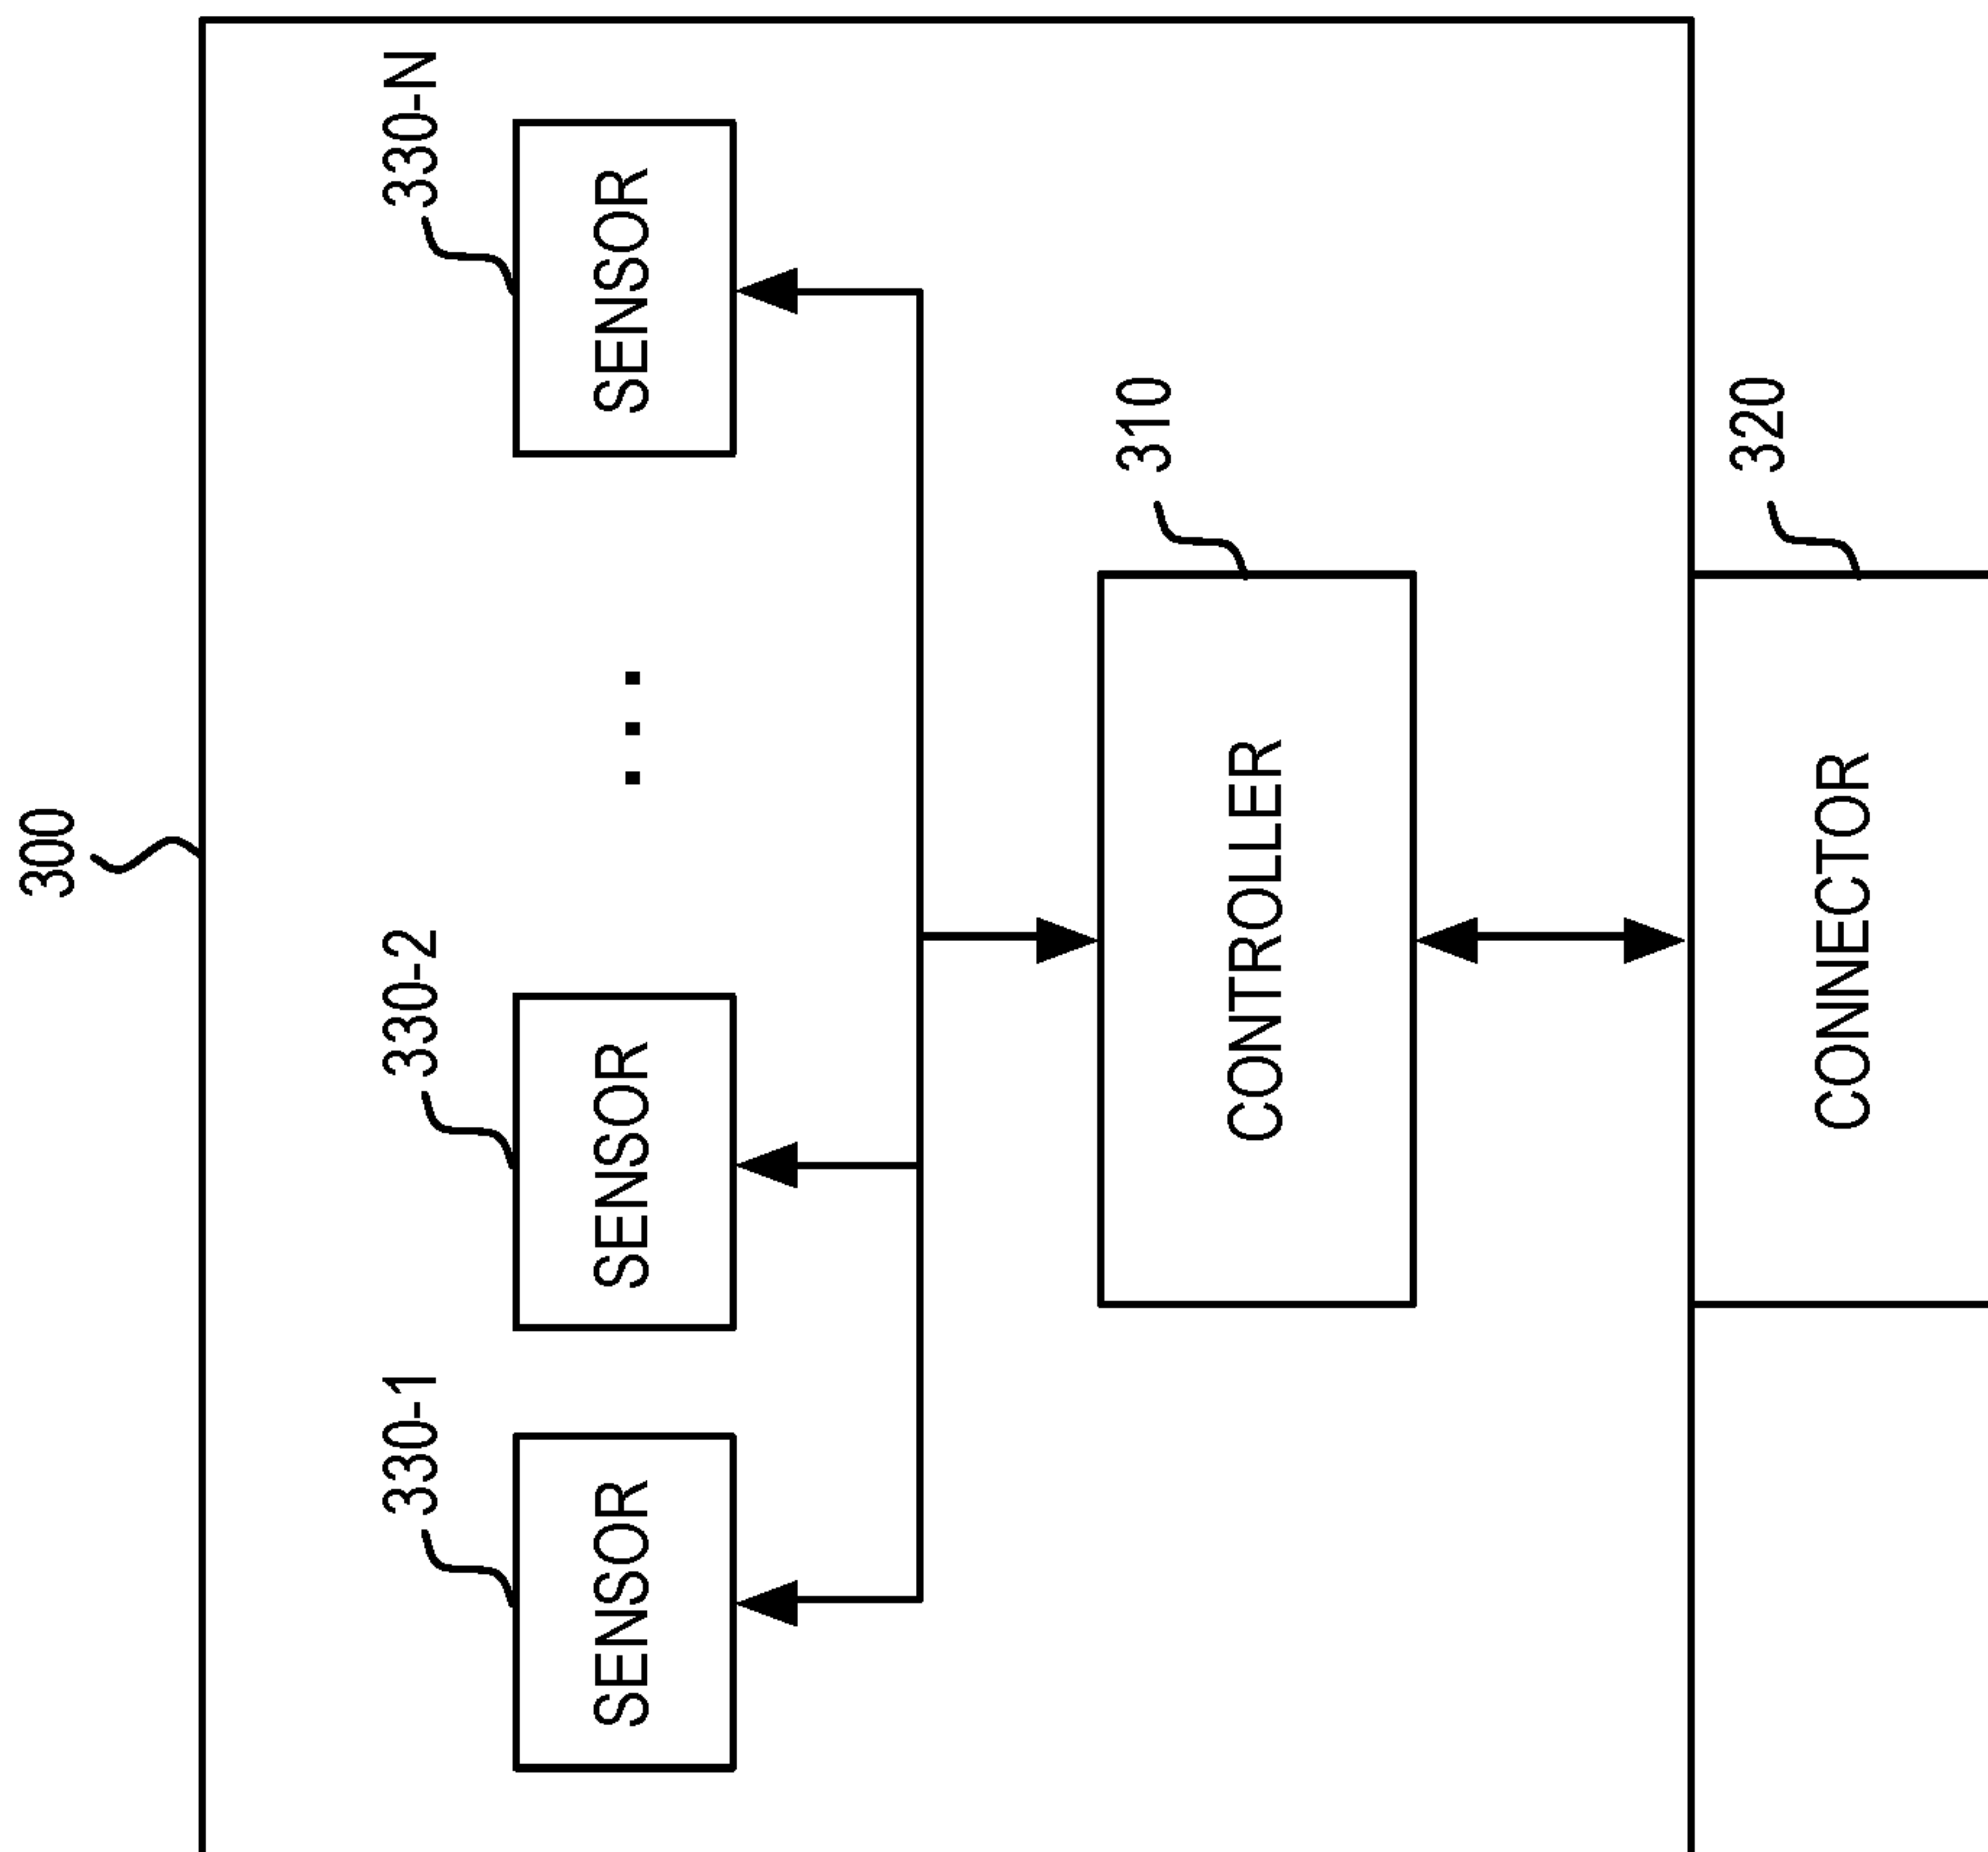 300
330-1
330-2
330-N
SENSOR
SENSOR
...
SENSOR
310
CONTROLLER
320
CONNECTOR